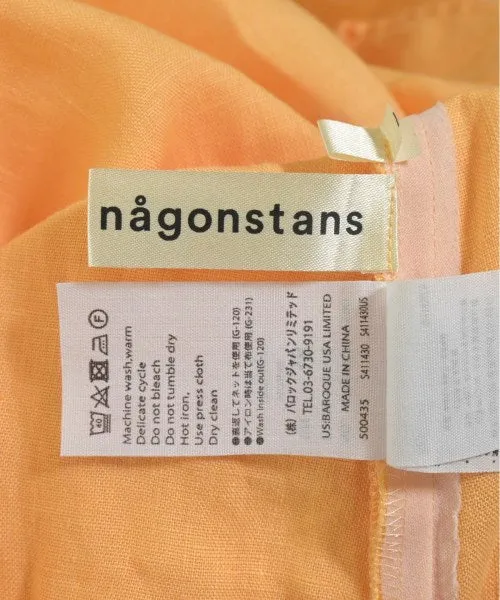 någonstans
Machine wash,warm
Delicate cycle
Do not bleach
Do not tumble dry
Hot iron,
Use press cloth
Dry clean
●裏返してネットを使用 (G-120)
●アイロン時は当て布使用 (G-231)
●Wash Inside out(G-120)
(株) バロックジャパンリミテッド
TEL.03-6730-9191
US:BAROQUE USA LIMITED
MADE IN CHINA
500435 S411430 S411430US